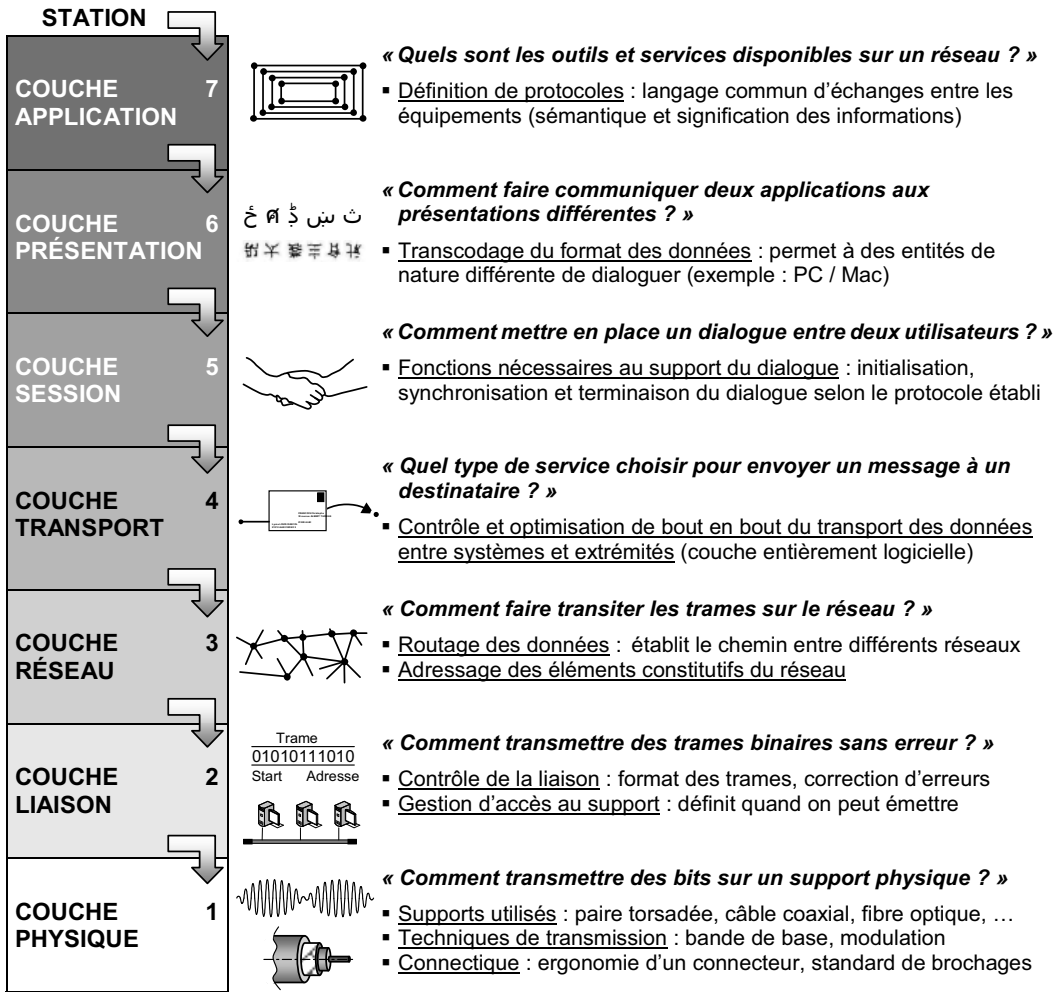 STATION
COUCHE 7
APPLICATION
« Quels sont les outils et services disponibles sur un réseau ? »
▪ Définition de protocoles : langage commun d’échanges entre les
équipements (sémantique et signification des informations)
COUCHE 6
PRÉSENTATION
« Comment faire communiquer deux applications aux
présentations différentes ? »
▪ Transcodage du format des données : permet à des entités de
nature différente de dialoguer (exemple : PC / Mac)
COUCHE 5
SESSION
« Comment mettre en place un dialogue entre deux utilisateurs ? »
▪ Fonctions nécessaires au support du dialogue : initialisation,
synchronisation et terminaison du dialogue selon le protocole établi
COUCHE 4
TRANSPORT
« Quel type de service choisir pour envoyer un message à un
destinataire ? »
▪ Contrôle et optimisation de bout en bout du transport des données
entre systèmes et extrémités (couche entièrement logicielle)
COUCHE 3
RÉSEAU
« Comment faire transiter les trames sur le réseau ? »
▪ Routage des données : établit le chemin entre différents réseaux
▪ Adressage des éléments constitutifs du réseau
COUCHE 2
LIAISON
Trame
01010111010
Start Adresse
« Comment transmettre des trames binaires sans erreur ? »
▪ Contrôle de la liaison : format des trames, correction d’erreurs
▪ Gestion d’accès au support : définit quand on peut émettre
COUCHE 1
PHYSIQUE
« Comment transmettre des bits sur un support physique ? »
▪ Supports utilisés : paire torsadée, câble coaxial, fibre optique, …
▪ Techniques de transmission : bande de base, modulation
▪ Connectique : ergonomie d’un connecteur, standard de brochages